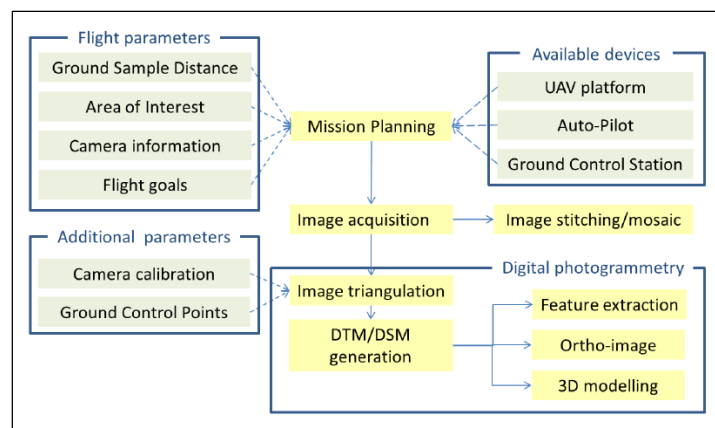 Flight parameters
Ground Sample Distance
Area of Interest
Camera information
Flight goals
Available devices
UAV platform
Auto-Pilot
Ground Control Station
Mission Planning
Image acquisition
Image stitching/mosaic
Additional parameters
Camera calibration
Ground Control Points
Digital photogrammetry
Image triangulation
DTM/DSM
generation
Feature extraction
Ortho-image
3D modelling